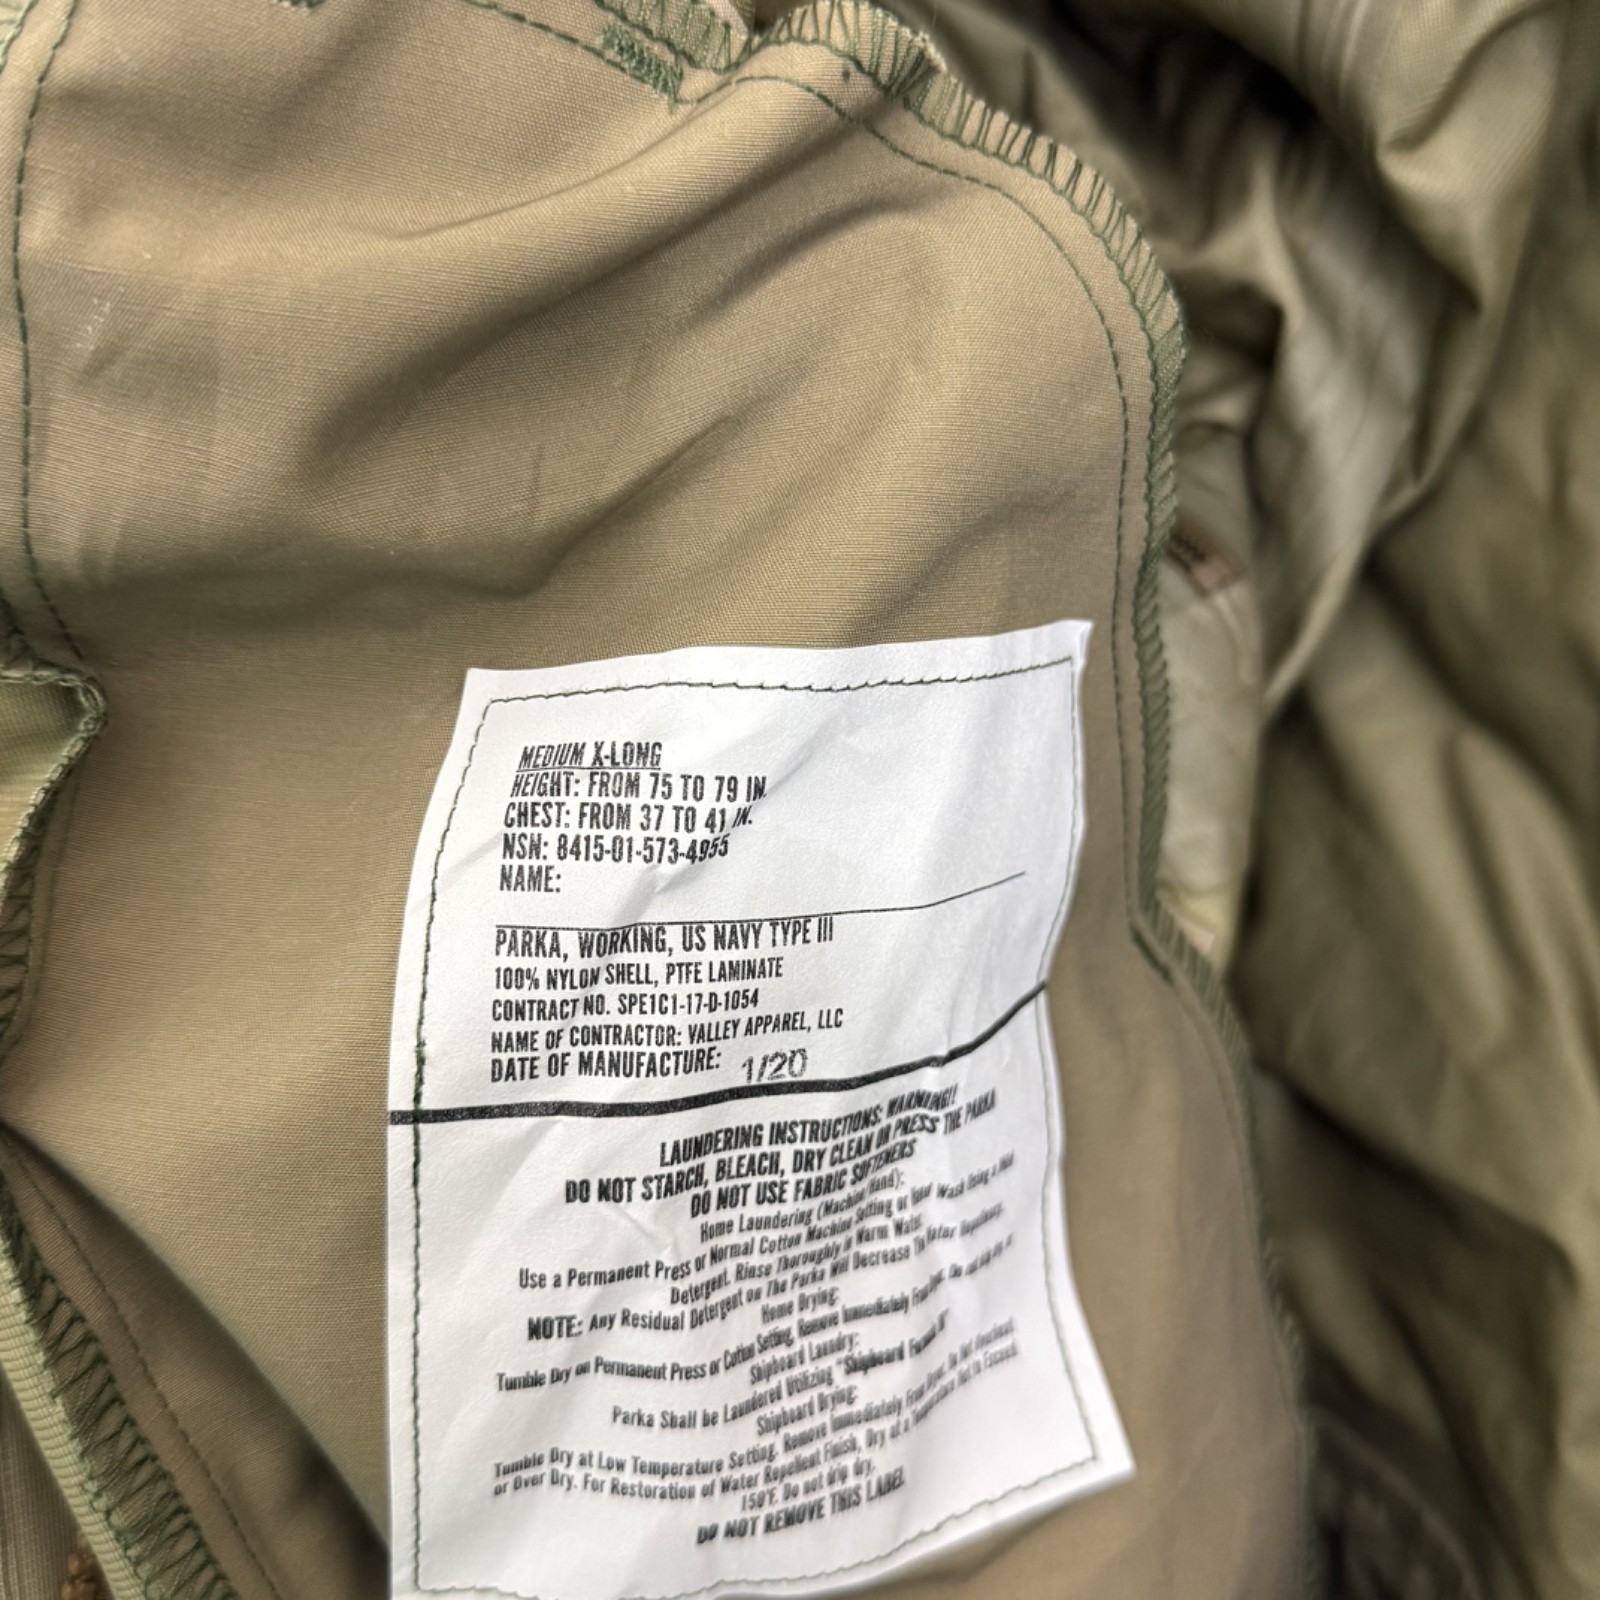 MEDIUM X-LONG
HEIGHT: FROM 75 TO 79 IN.
CHEST: FROM 37 TO 41 IN.
NSN: 8415-01-573-4955
NAME:
PARKA, WORKING, US NAVY TYPE III
100% NYLON SHELL, PTFE LAMINATE
CONTRACT NO. SPE1C1-17-D-1054
NAME OF CONTRACTOR: VALLEY APPAREL, LLC
DATE OF MANUFACTURE: 1/20
LAUNDERING INSTRUCTIONS: WARNING!!
DO NOT STARCH, BLEACH, DRY CLEAN OR PRESS THE PARKA
DO NOT USE FABRIC SOFTENERS
Home Laundering (Machine Hand):
Use a Permanent Press or Normal Cotton Machine Setting or Hand Wash Using a Mild
Detergent. Rinse Thoroughly in Warm Water.
NOTE: Any Residual Detergent on The Parka Will Decrease The Water Repellency.
Home Drying:
Tumble Dry on Permanent Press or Cotton Setting. Remove Immediately From Dryer. Do not
Shipboard Laundry:
Parka Shall be Laundered Utilizing "Shipboard Formula II"
Shipboard Drying:
Tumble Dry at Low Temperature Setting. Remove Immediately From Dryer. Do Not Overheat
or Over Dry. For Restoration of Water Repellent Finish, Dry at a Temperature Not to Exceed
150°F. Do not drip dry.
DO NOT REMOVE THIS LABEL